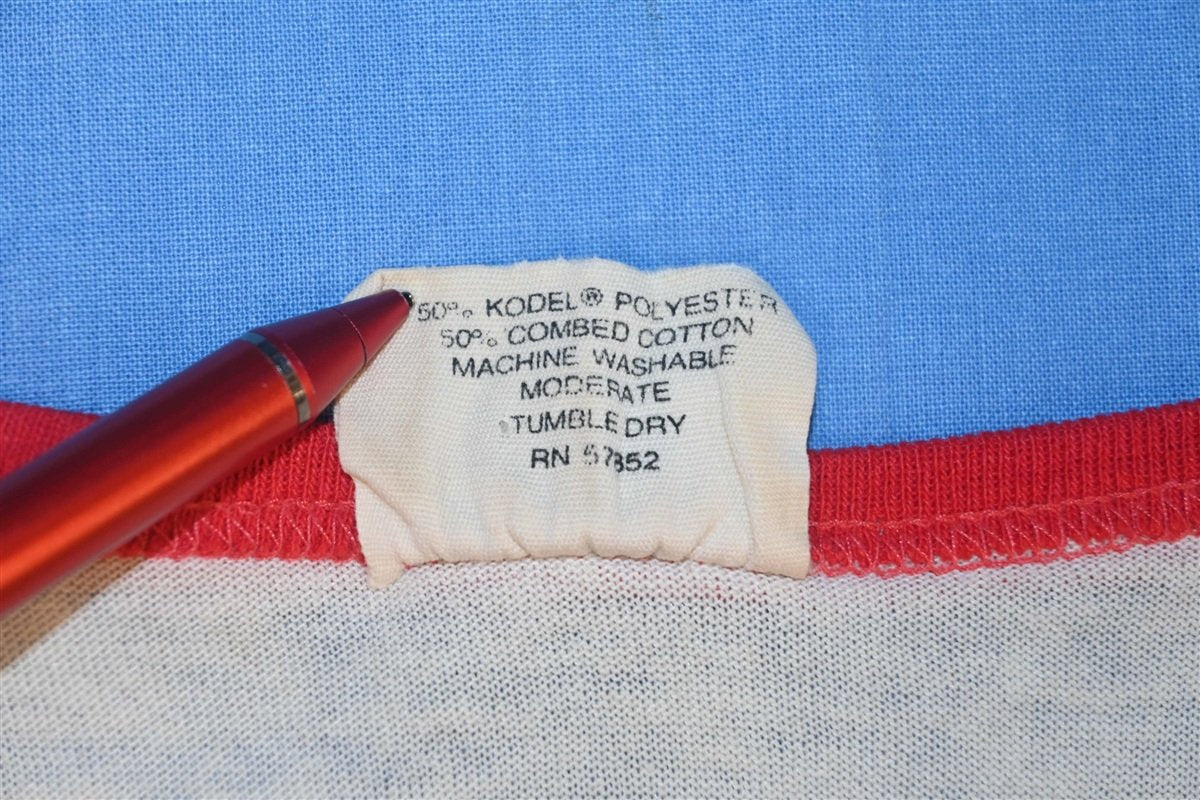 50% KODEL® POLYESTER
50% COMBED COTTON
MACHINE WASHABLE
MODERATE
TUMBLE DRY
RN 57852